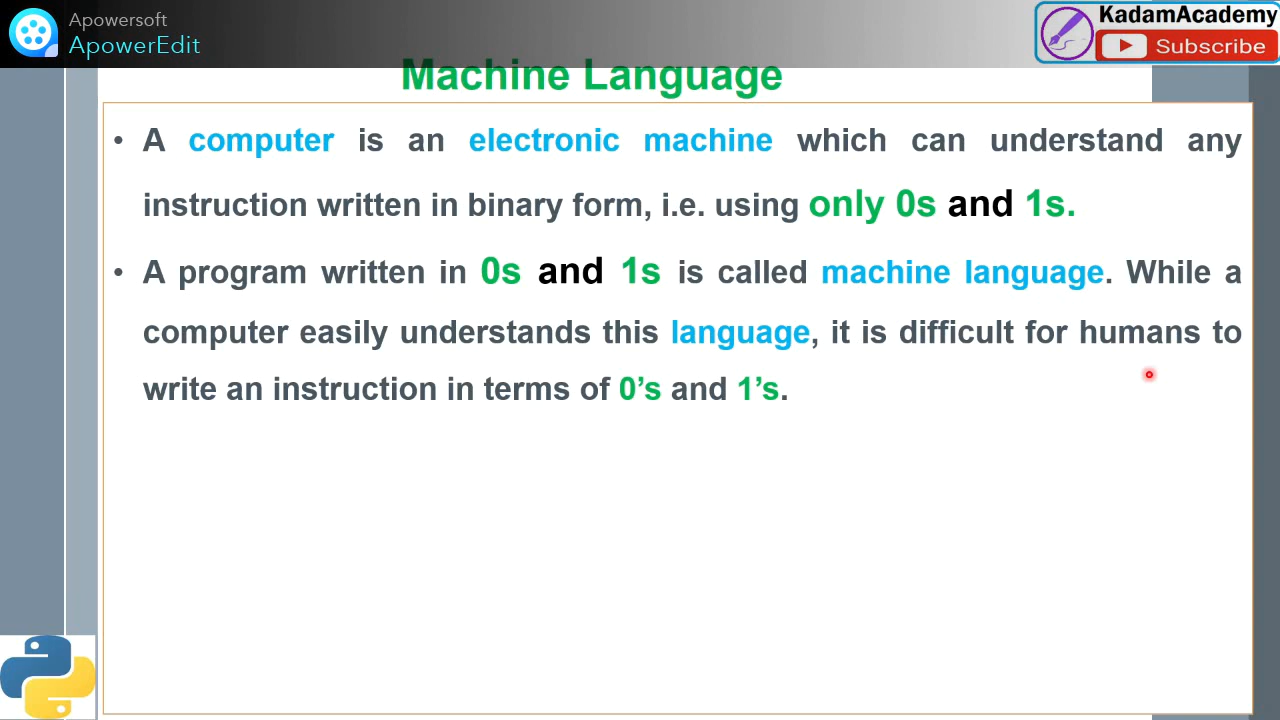 Apowersoft
ApowerEdit
KadamAcademy
Subscribe
Machine Language
• A computer is an electronic machine which can understand any
instruction written in binary form, i.e. using only 0s and 1s.
• A program written in 0s and 1s is called machine language. While a
computer easily understands this language, it is difficult for humans to
write an instruction in terms of 0’s and 1’s.